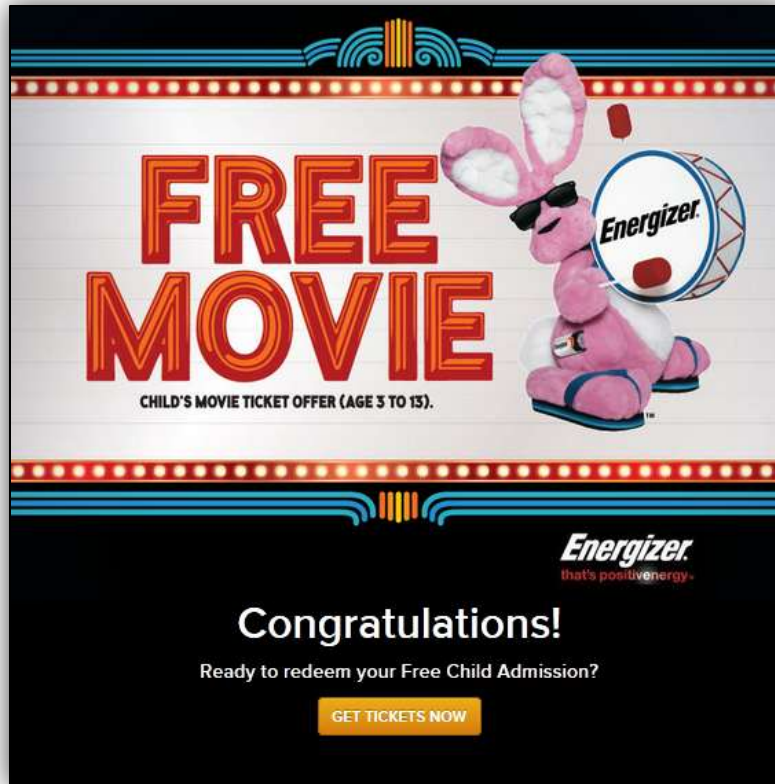 FREE
MOVIE
CHILD'S MOVIE TICKET OFFER (AGE 3 TO 13).
Energizer.
TM
Energizer.
that's positivenergy.
Congratulations!
Ready to redeem your Free Child Admission?
GET TICKETS NOW